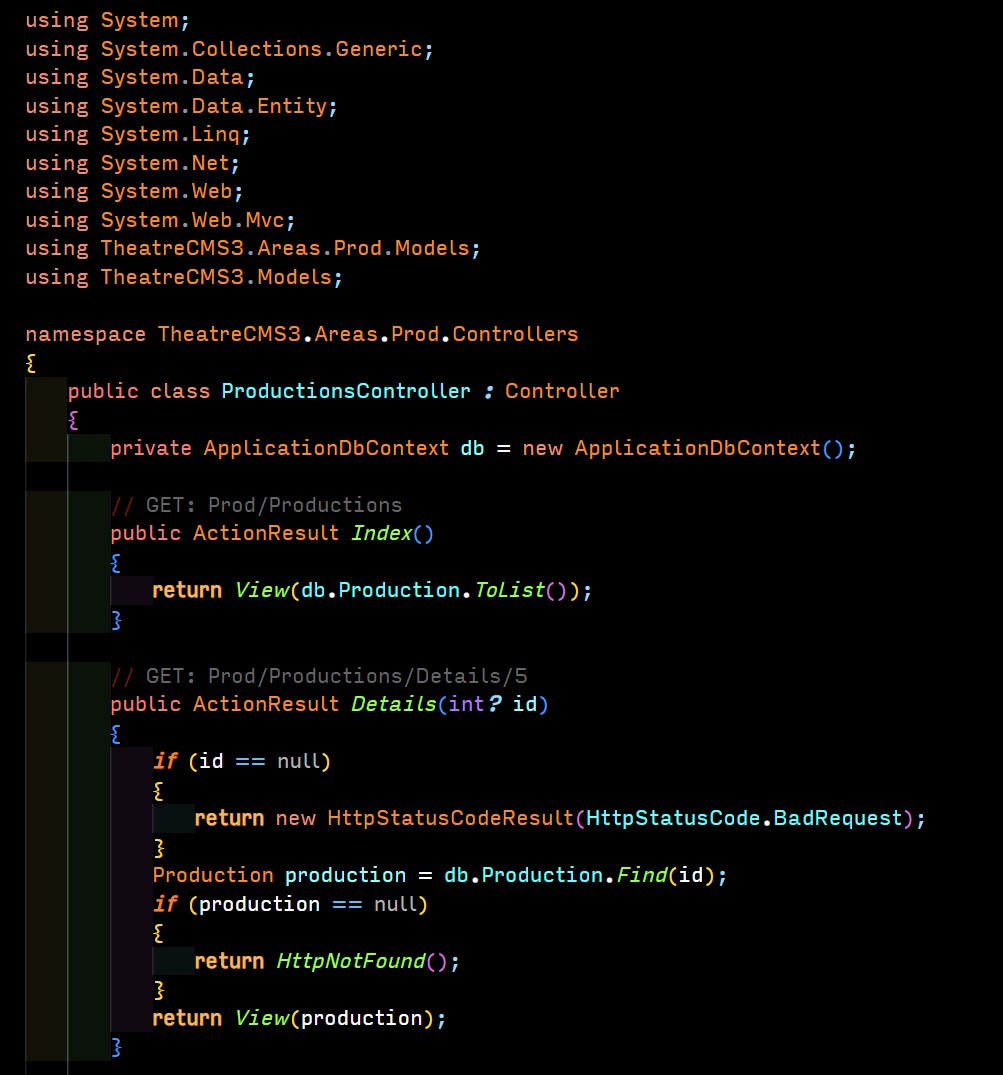 using System;
using System.Collections.Generic;
using System.Data;
using System.Data.Entity;
using System.Linq;
using System.Net;
using System.Web;
using System.Web.Mvc;
using TheatreCMS3.Areas.Prod.Models;
using TheatreCMS3.Models;

namespace TheatreCMS3.Areas.Prod.Controllers
{
    public class ProductionsController : Controller
    {
        private ApplicationDbContext db = new ApplicationDbContext();

        // GET: Prod/Productions
        public ActionResult Index()
        {
            return View(db.Production.ToList());
        }

        // GET: Prod/Productions/Details/5
        public ActionResult Details(int? id)
        {
            if (id == null)
            {
                return new HttpStatusCodeResult(HttpStatusCode.BadRequest);
            }
            Production production = db.Production.Find(id);
            if (production == null)
            {
                return HttpNotFound();
            }
            return View(production);
        }